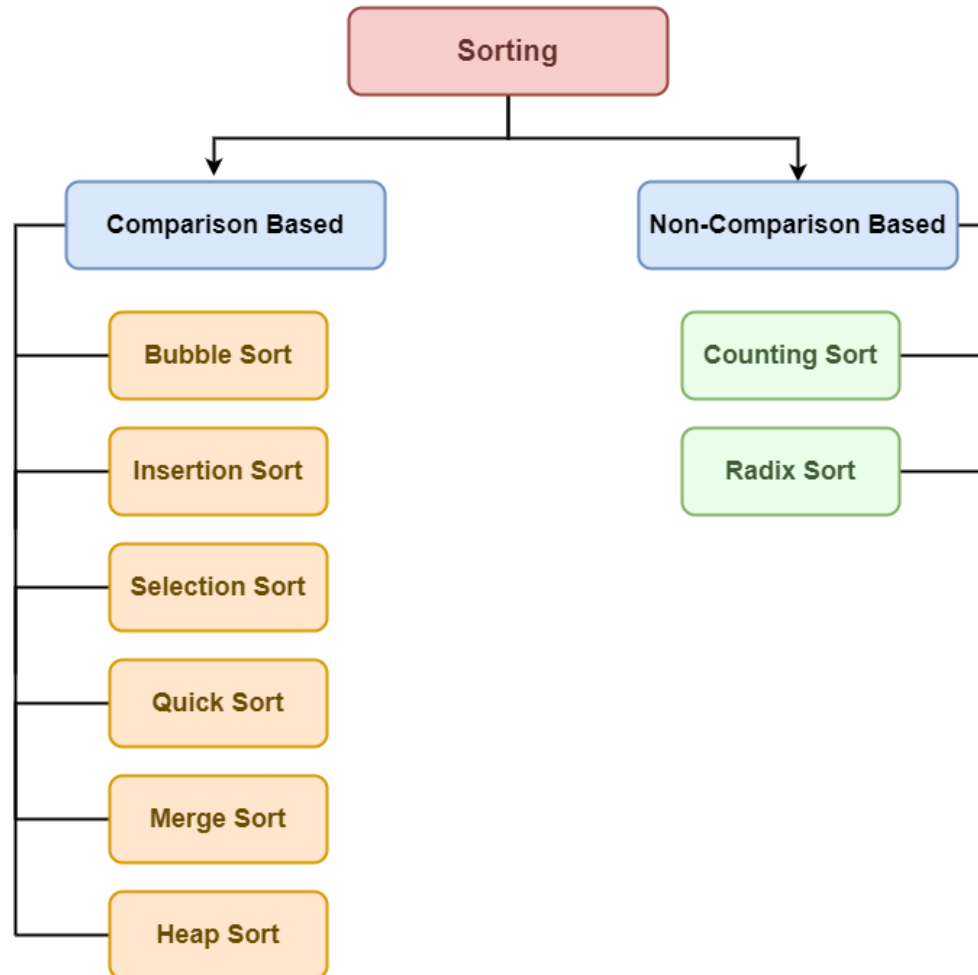 Sorting
Comparison Based
Non-Comparison Based
Bubble Sort
Counting Sort
Insertion Sort
Radix Sort
Selection Sort
Quick Sort
Merge Sort
Heap Sort